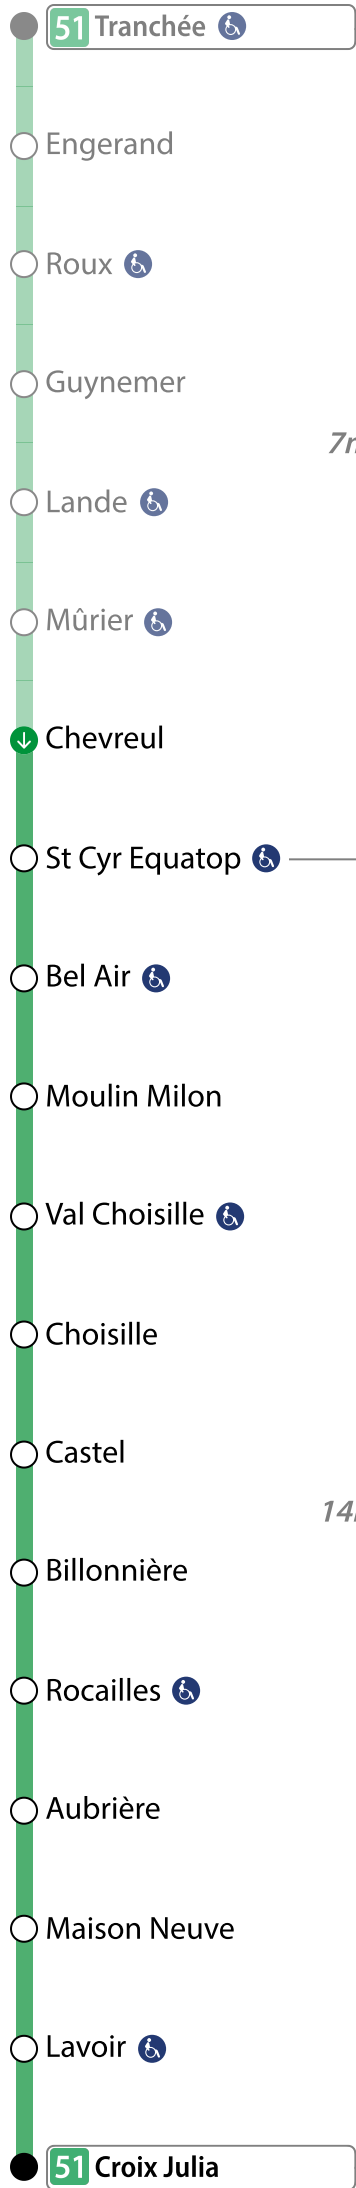 51 Tranchée
Engerand
Roux
Guynemer
Lande
Mûrier
Chevreul
St Cyr Equatop
Bel Air
Moulin Milon
Val Choisille
Choisille
Castel
Billonnière
Rocailles
Aubrière
Maison Neuve
Lavoir
51 Croix Julia